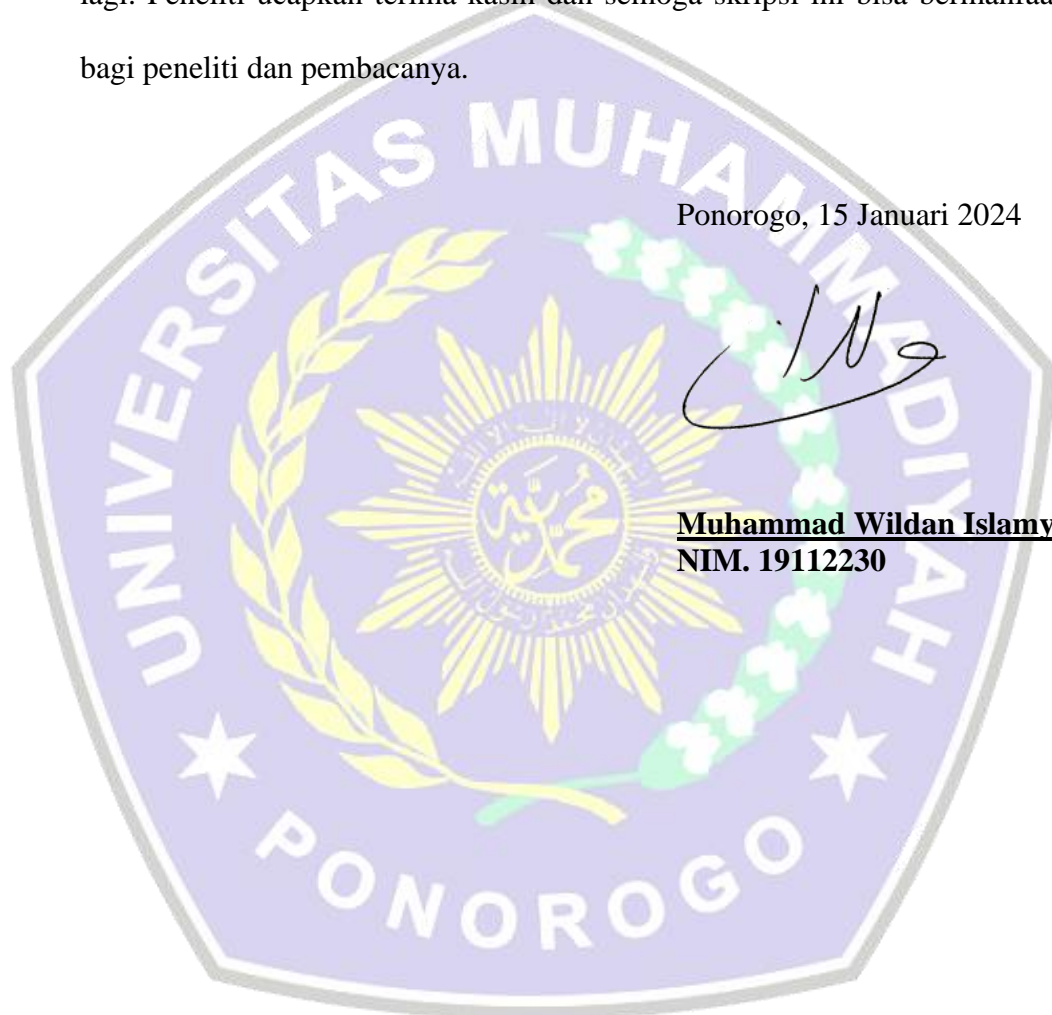 lagi. Peneliti ucapkan terima kasih dan semoga skripsi ini bisa bermanfaat
bagi peneliti dan pembacanya.
UNIVERSITAS MUHAMMADIYAH
Ponorogo, 15 Januari 2024
محمدية
Muhammad Wildan Islamy
NIM. 19112230
PONOROGO